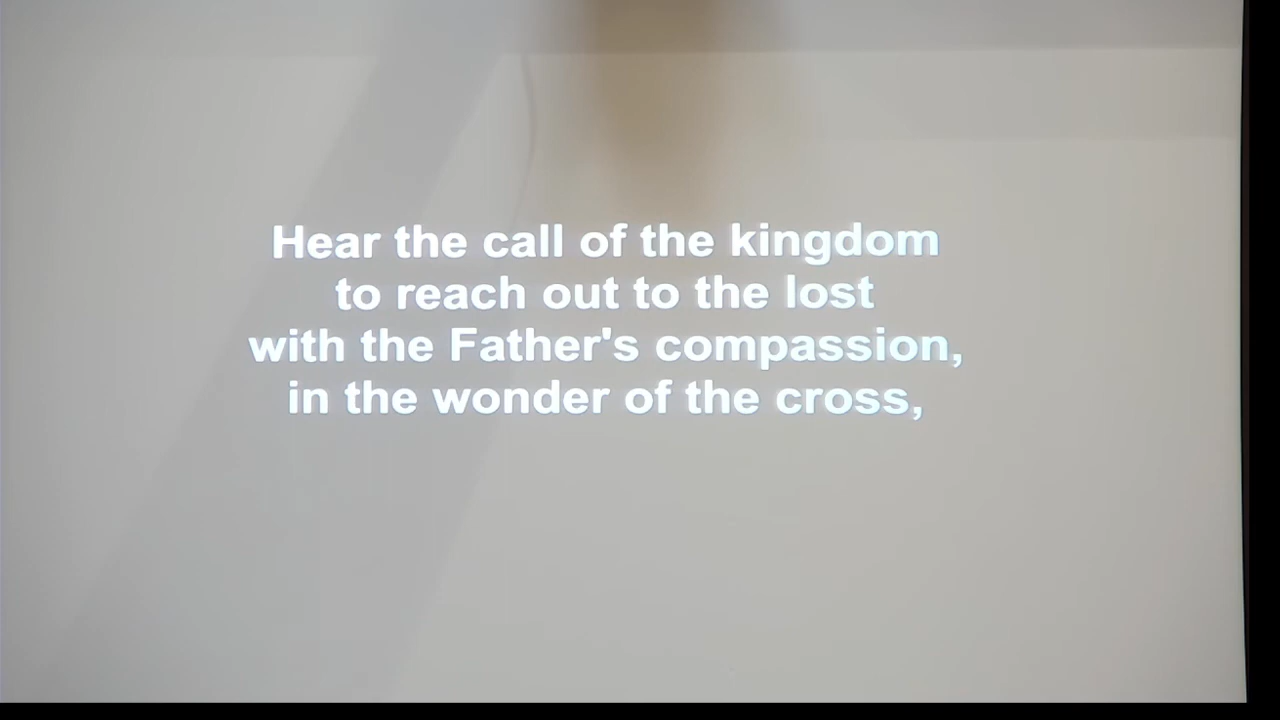 Hear the call of the kingdom
to reach out to the lost
with the Father's compassion,
in the wonder of the cross,